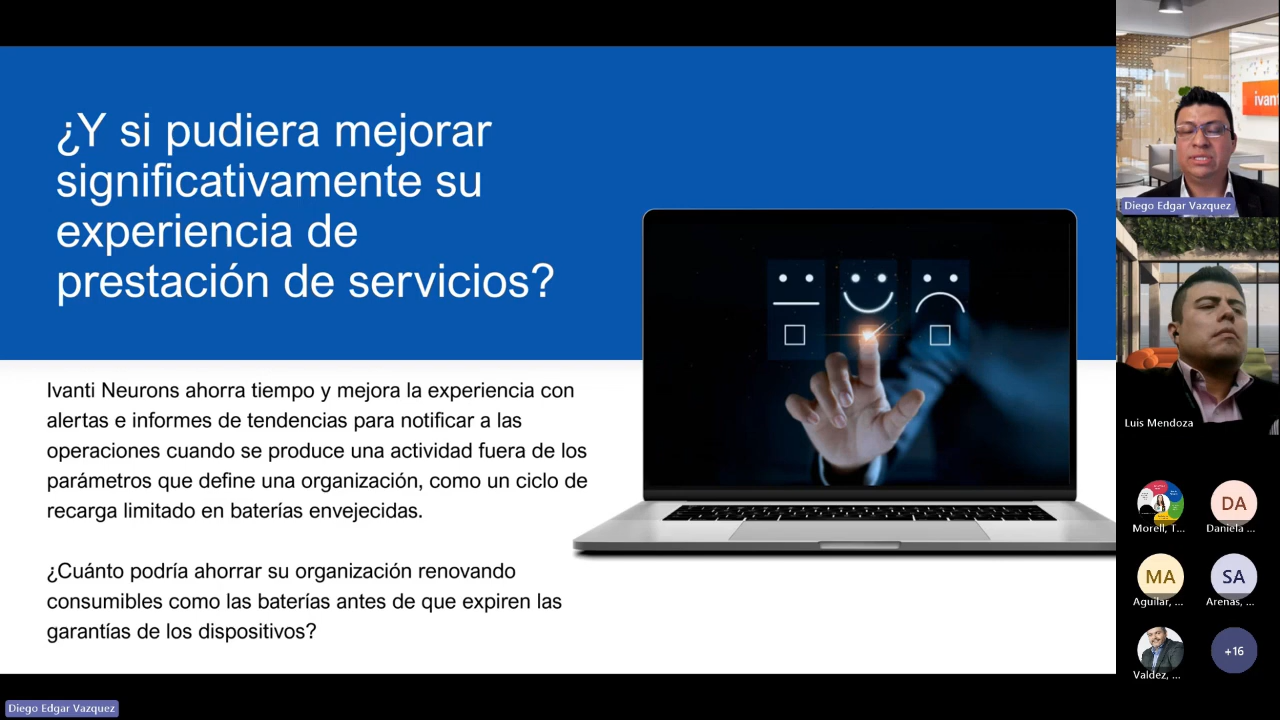 ¿Y si pudiera mejorar
significativamente su
experiencia de
prestación de servicios?
Ivanti Neurons ahorra tiempo y mejora la experiencia con
alertas e informes de tendencias para notificar a las
operaciones cuando se produce una actividad fuera de los
parámetros que define una organización, como un ciclo de
recarga limitado en baterías envejecidas.
¿Cuánto podría ahorrar su organización renovando
consumibles como las baterías antes de que expiren las
garantías de los dispositivos?
Diego Edgar Vazquez
ivant
Diego Edgar Vazquez
Luis Mendoza
Morell, T...
DA
Daniela ...
MA
Aguilar, ...
SA
Arenas, ...
Valdez, ...
+16